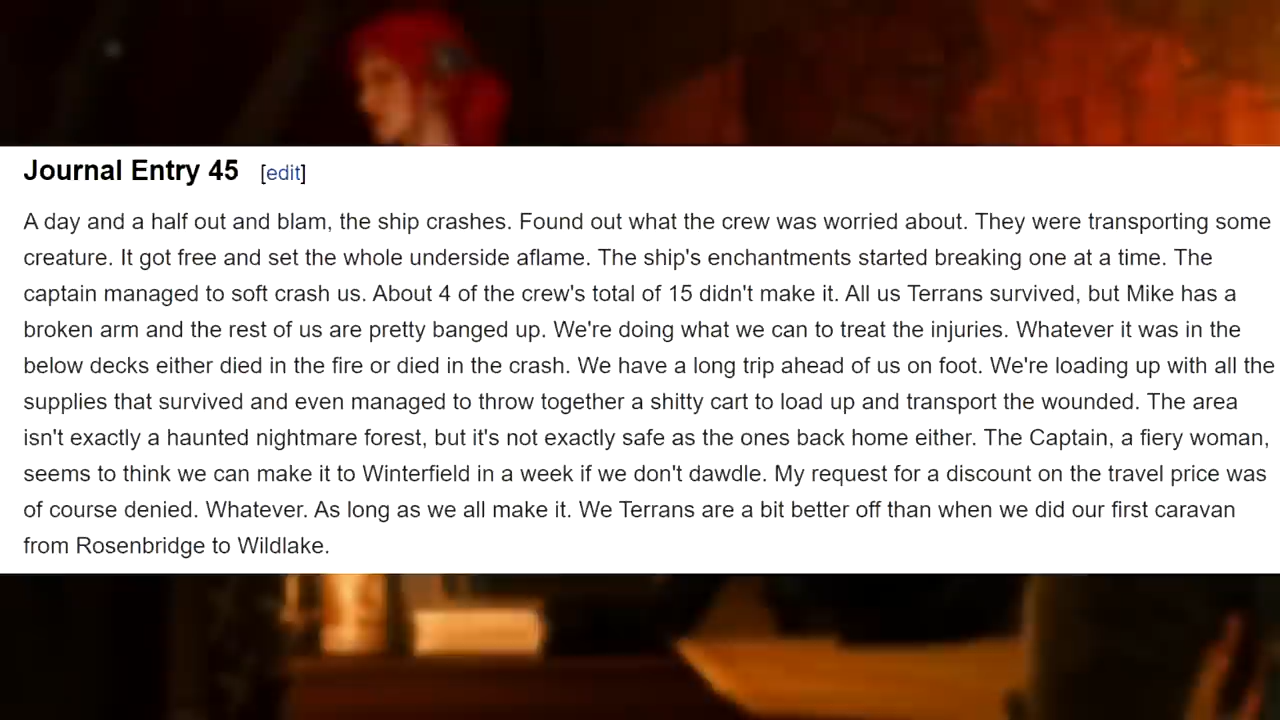 Journal Entry 45 [edit]
A day and a half out and blam, the ship crashes. Found out what the crew was worried about. They were transporting some
creature. It got free and set the whole underside aflame. The ship's enchantments started breaking one at a time. The
captain managed to soft crash us. About 4 of the crew's total of 15 didn't make it. All us Terrans survived, but Mike has a
broken arm and the rest of us are pretty banged up. We're doing what we can to treat the injuries. Whatever it was in the
below decks either died in the fire or died in the crash. We have a long trip ahead of us on foot. We're loading up with all the
supplies that survived and even managed to throw together a shitty cart to load up and transport the wounded. The area
isn't exactly a haunted nightmare forest, but it's not exactly safe as the ones back home either. The Captain, a fiery woman,
seems to think we can make it to Winterfield in a week if we don't dawdle. My request for a discount on the travel price was
of course denied. Whatever. As long as we all make it. We Terrans are a bit better off than when we did our first caravan
from Rosenbridge to Wildlake.